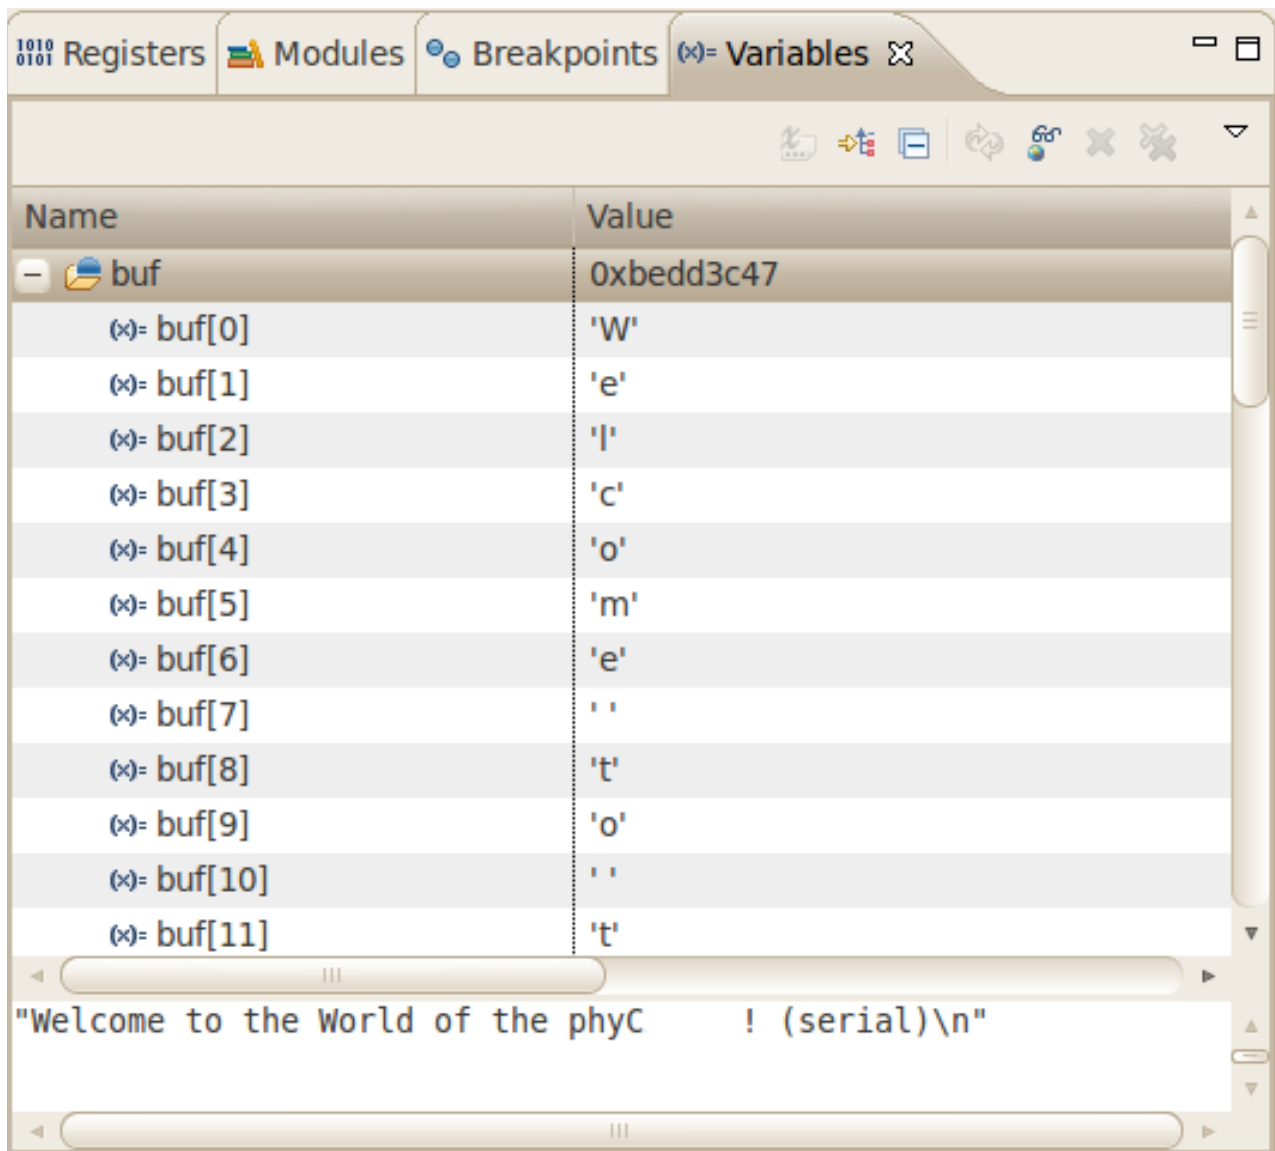 Registers Modules Breakpoints (x)= Variables
Name Value
buf 0xbedd3c47
(x)= buf[0] 'W'
(x)= buf[1] 'e'
(x)= buf[2] 'l'
(x)= buf[3] 'c'
(x)= buf[4] 'o'
(x)= buf[5] 'm'
(x)= buf[6] 'e'
(x)= buf[7] ' '
(x)= buf[8] 't'
(x)= buf[9] 'o'
(x)= buf[10] ' '
(x)= buf[11] 't'
"Welcome to the World of the phyC ! (serial)\n"